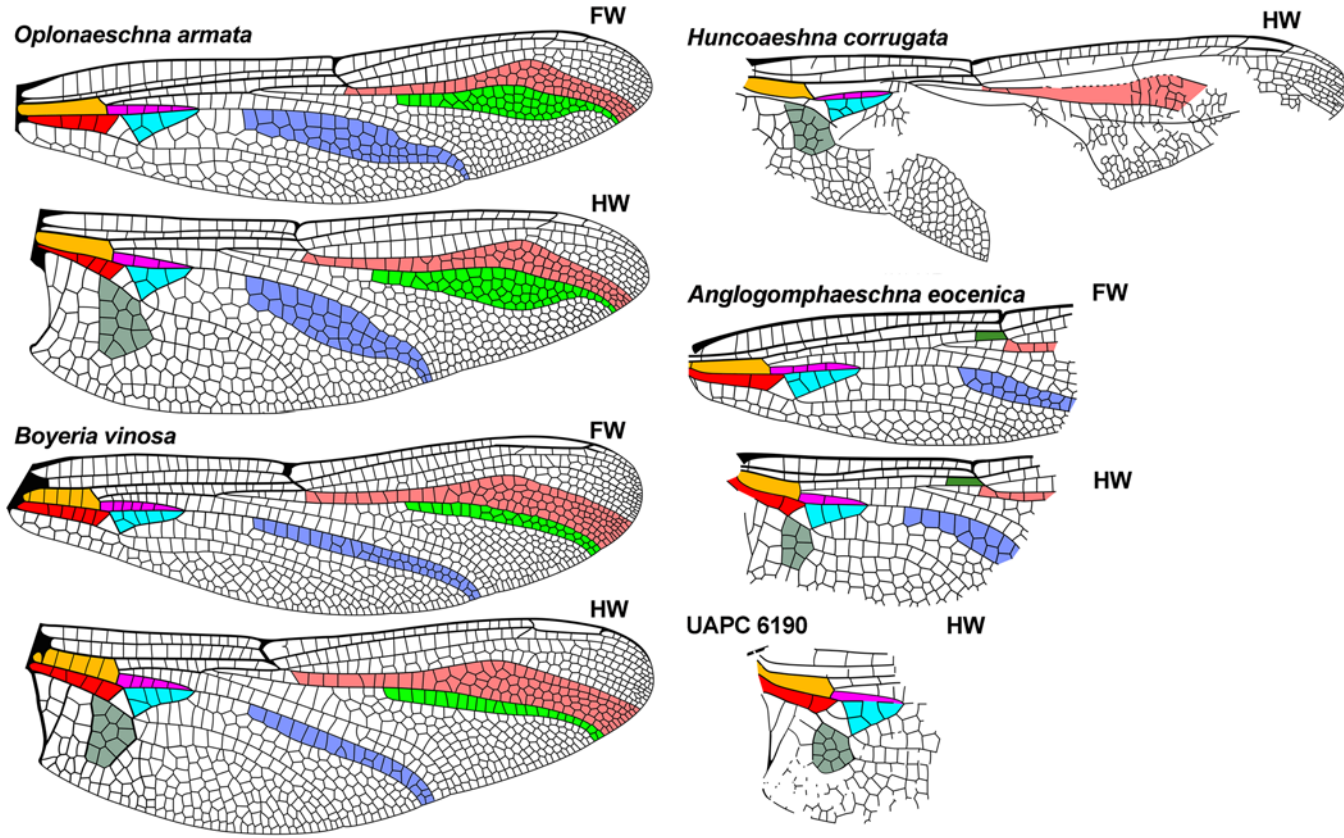 Oplonaeschna armata
FW
HW
Boyeria vinosa
FW
HW
Huncoaeshna corrugata
HW
Anglogomphaeschna eocenica
FW
HW
UAPC 6190
HW